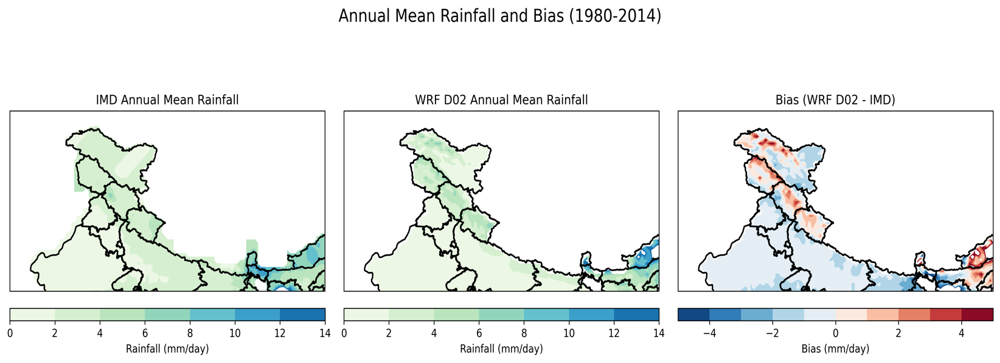 Annual Mean Rainfall and Bias (1980-2014)
IMD Annual Mean Rainfall
WRF D02 Annual Mean Rainfall
Bias (WRF D02 - IMD)
0 2 4 6 8 10 12 14
Rainfall (mm/day)
0 2 4 6 8 10 12 14
Rainfall (mm/day)
−4 −2 0 2 4
Bias (mm/day)